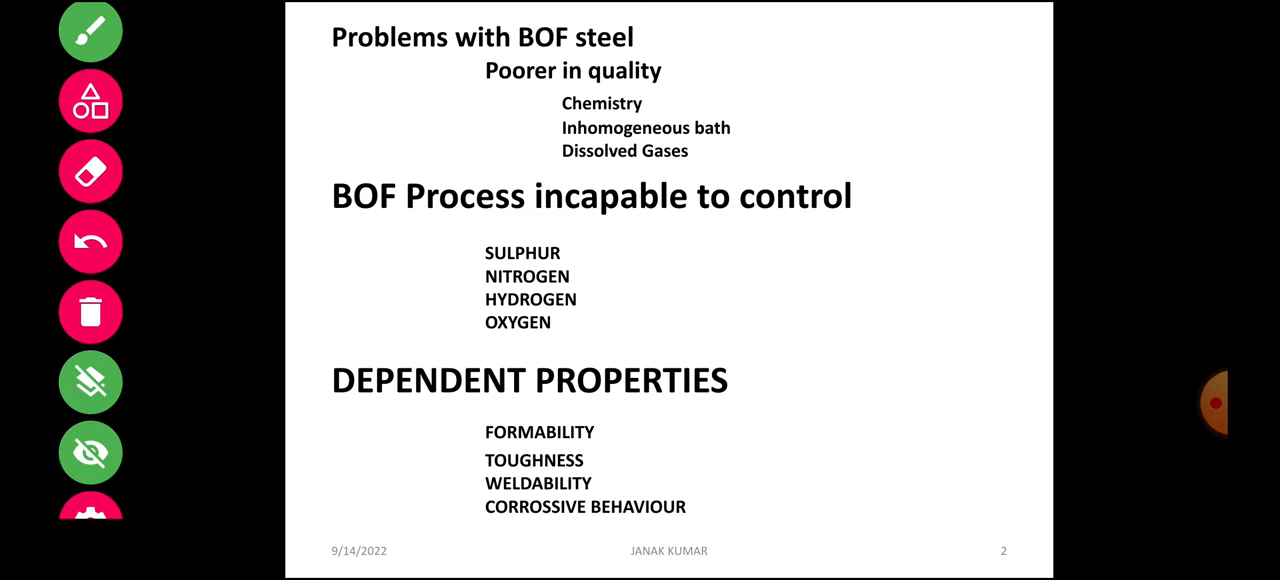 Problems with BOF steel
Poorer in quality
Chemistry
Inhomogeneous bath
Dissolved Gases
BOF Process incapable to control
SULPHUR
NITROGEN
HYDROGEN
OXYGEN
DEPENDENT PROPERTIES
FORMABILITY
TOUGHNESS
WELDABILITY
CORROSSIVE BEHAVIOUR
9/14/2022 JANAK KUMAR 2